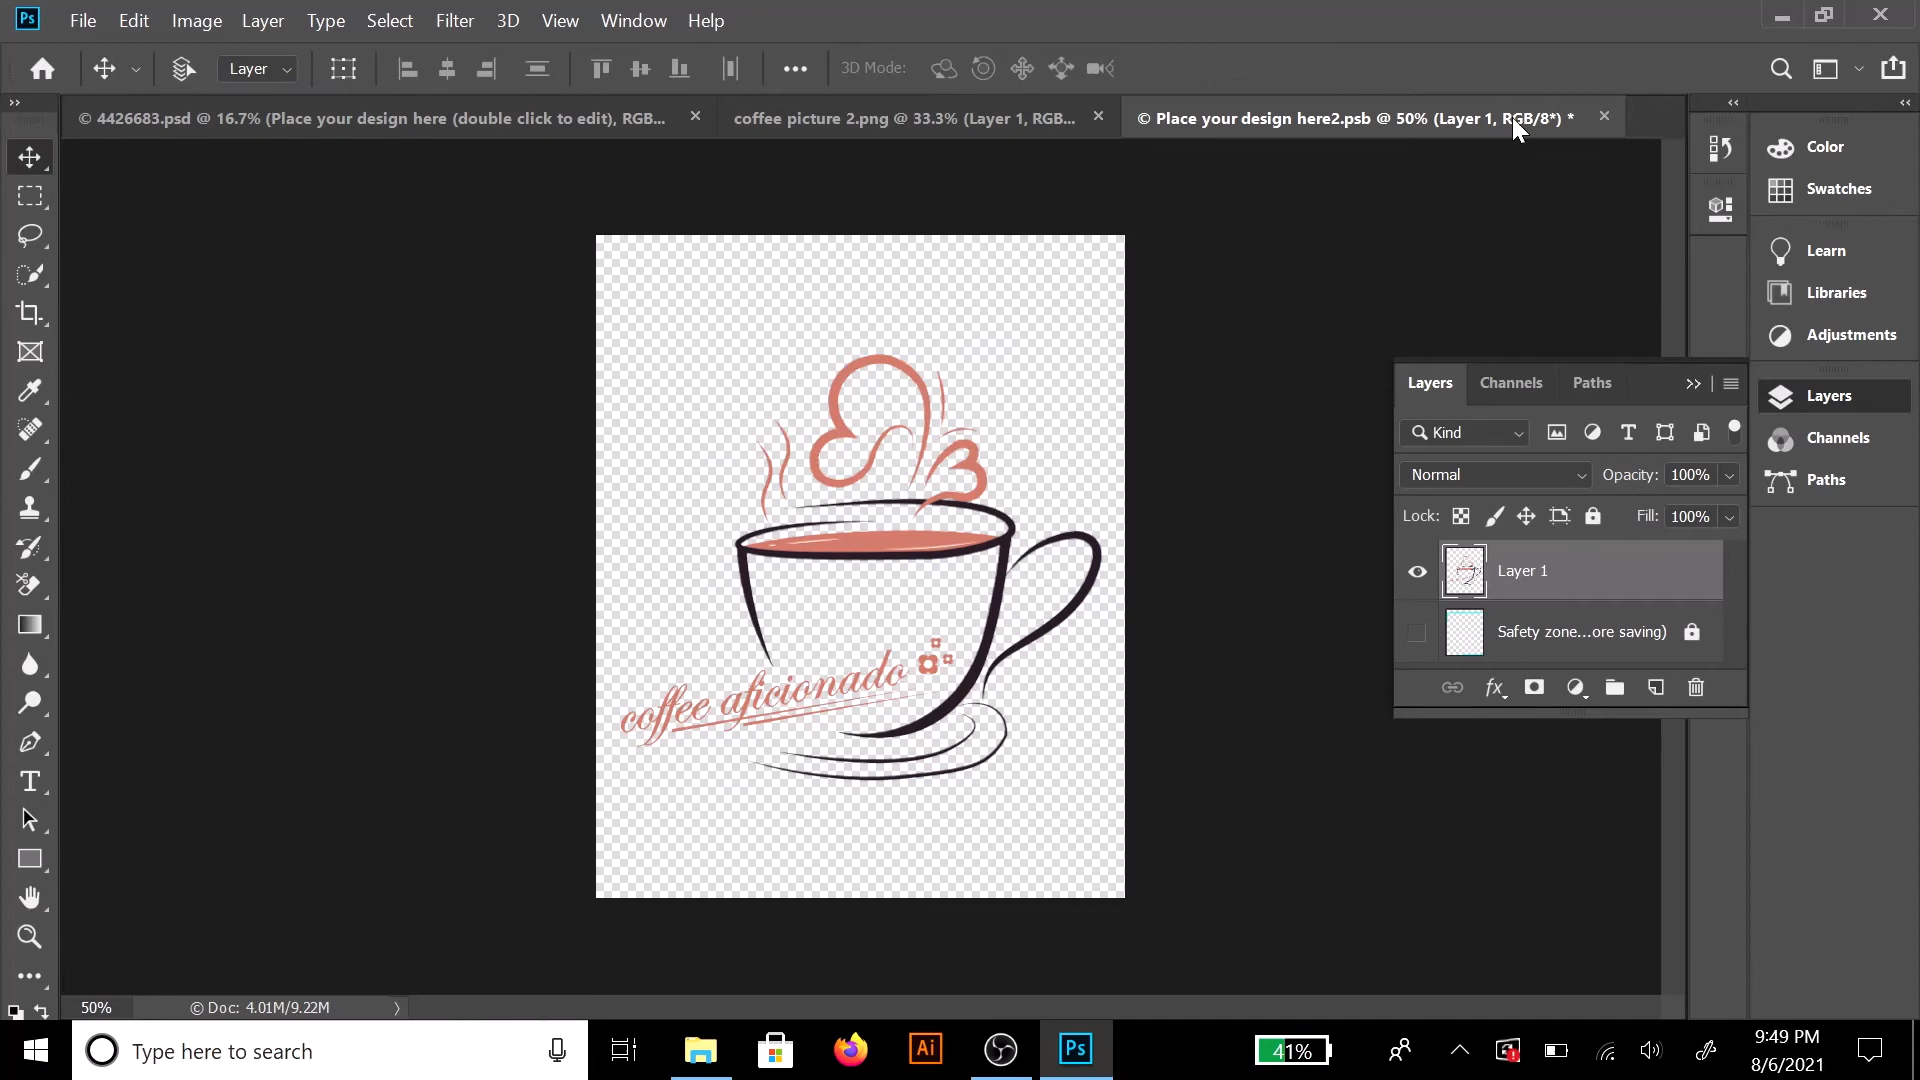 Ps File Edit Image Layer Type Select Filter 3D View Window Help
Layer 3D Mode:
© 4426683.psd @ 16.7% (Place your design here (double click to edit), RGB... coffee picture 2.png @ 33.3% (Layer 1, RGB... © Place your design here2.psb @ 50% (Layer 1, RGB/8*) *
Color
Swatches
Learn
Libraries
Adjustments
Layers
Channels
Paths
Layers Channels Paths
Kind
Normal Opacity: 100%
Lock: Fill: 100%
Layer 1
Safety zone...ore saving)
fx
coffee aficionado
50% © Doc: 4.01M/9.22M
Type here to search
Ai
Ps
41%
9:49 PM
8/6/2021